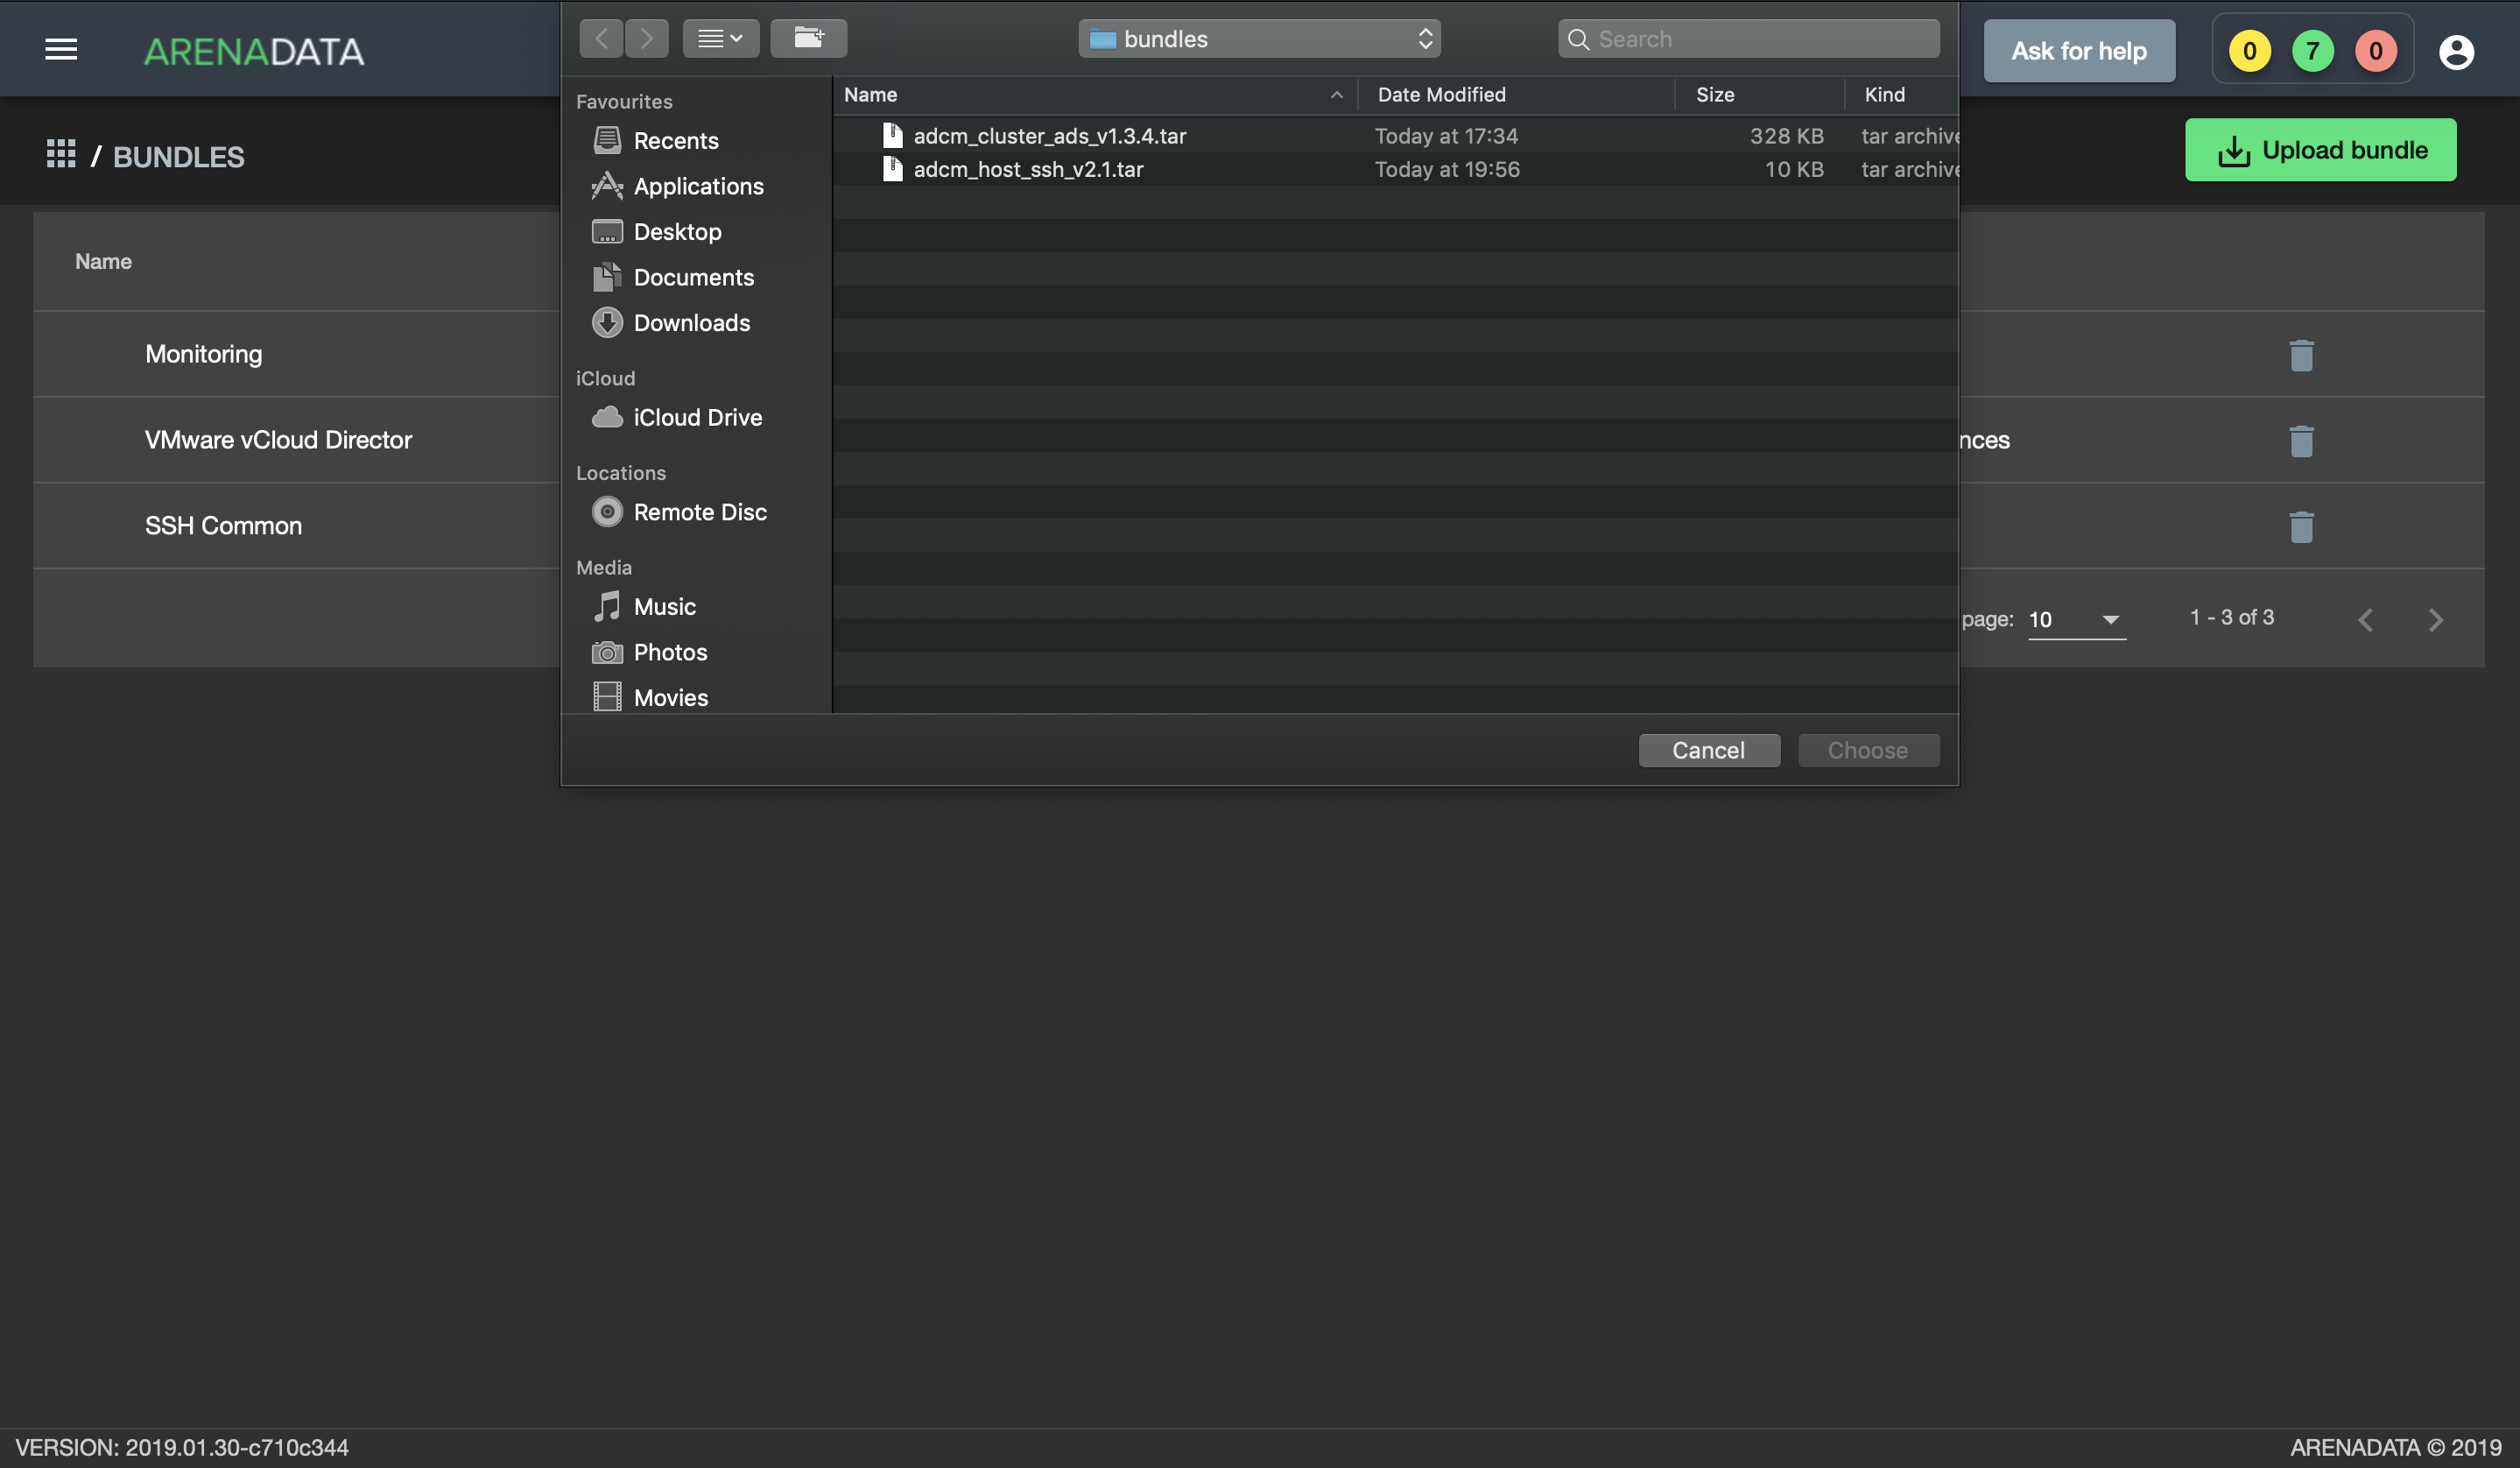 ARENADATA
bundles
Search
Ask for help
0
7
0
/ BUNDLES
Upload bundle
Favourites
Recents
Applications
Desktop
Documents
Downloads
iCloud
iCloud Drive
Locations
Remote Disc
Media
Music
Photos
Movies
Name Date Modified Size Kind
adcm_cluster_ads_v1.3.4.tar Today at 17:34 328 KB tar archive
adcm_host_ssh_v2.1.tar Today at 19:56 10 KB tar archive
Cancel
Choose
Name
Monitoring
VMware vCloud Director
nces
SSH Common
page: 10
1 - 3 of 3
VERSION: 2019.01.30-c710c344
ARENADATA © 2019